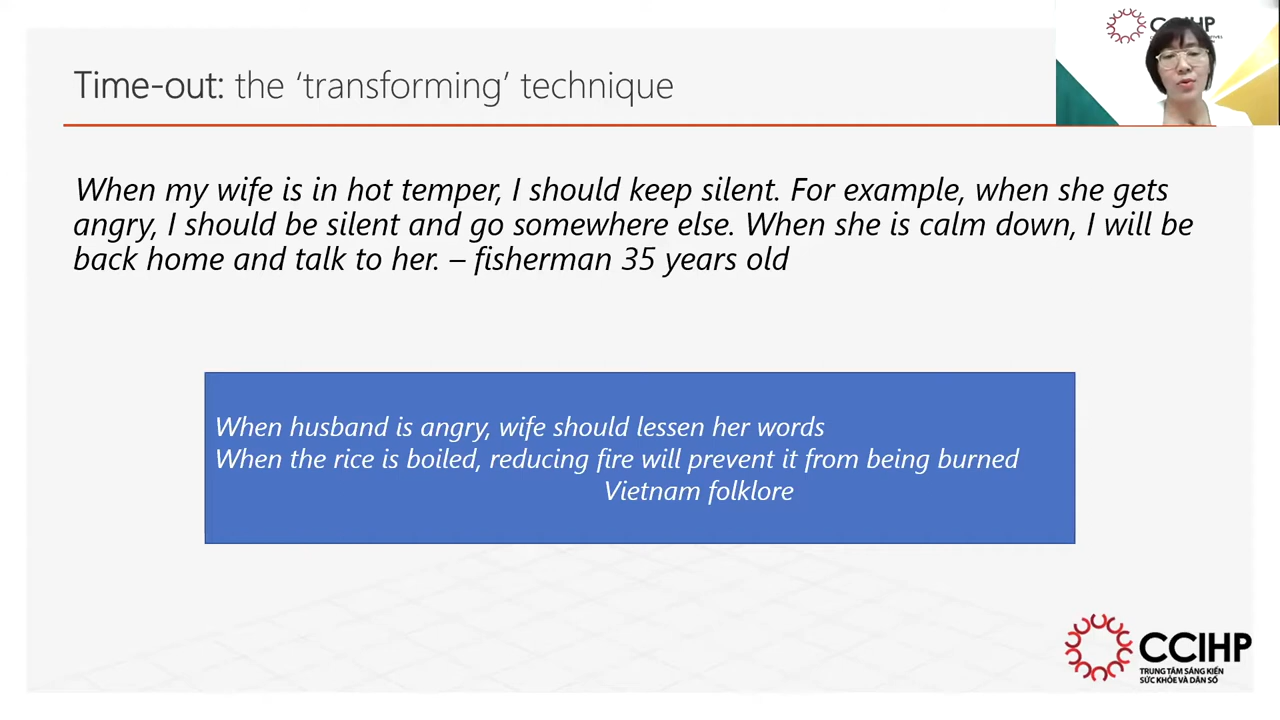 CCIHP
Time-out: the ‘transforming’ technique
When my wife is in hot temper, I should keep silent. For example, when she gets
angry, I should be silent and go somewhere else. When she is calm down, I will be
back home and talk to her. – fisherman 35 years old
When husband is angry, wife should lessen her words
When the rice is boiled, reducing fire will prevent it from being burned
Vietnam folklore
CCIHP
TRUNG TÂM SÁNG KIẾN
SỨC KHỎE VÀ DÂN SỐ